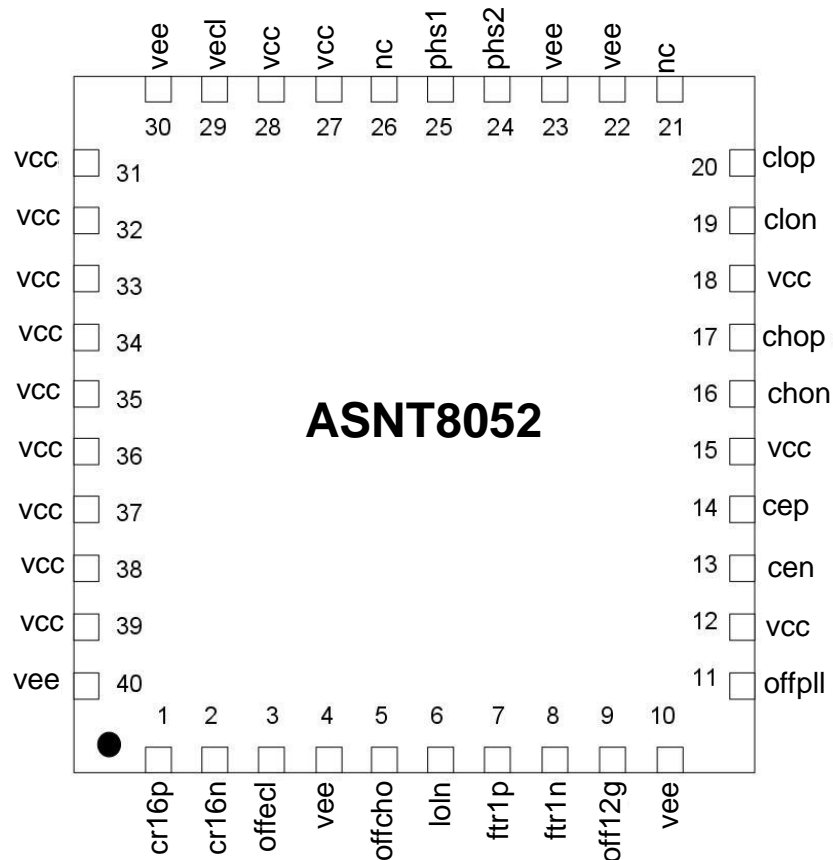 vee vecl vcc vcc nc phs1 phs2 vee vee nc
30 29 28 27 26 25 24 23 22 21
vcc 31 20 clop
vcc 32 19 clon
vcc 33 18 vcc
vcc 34 17 chop
vcc 35 16 chon
ASNT8052
vcc 36 15 vcc
vcc 37 14 cep
vcc 38 13 cen
vcc 39 12 vcc
vee 40 11 offpll
1 2 3 4 5 6 7 8 9 10
cr16p cr16n offecl vee offcho loln ftr1p ftr1n off12g vee